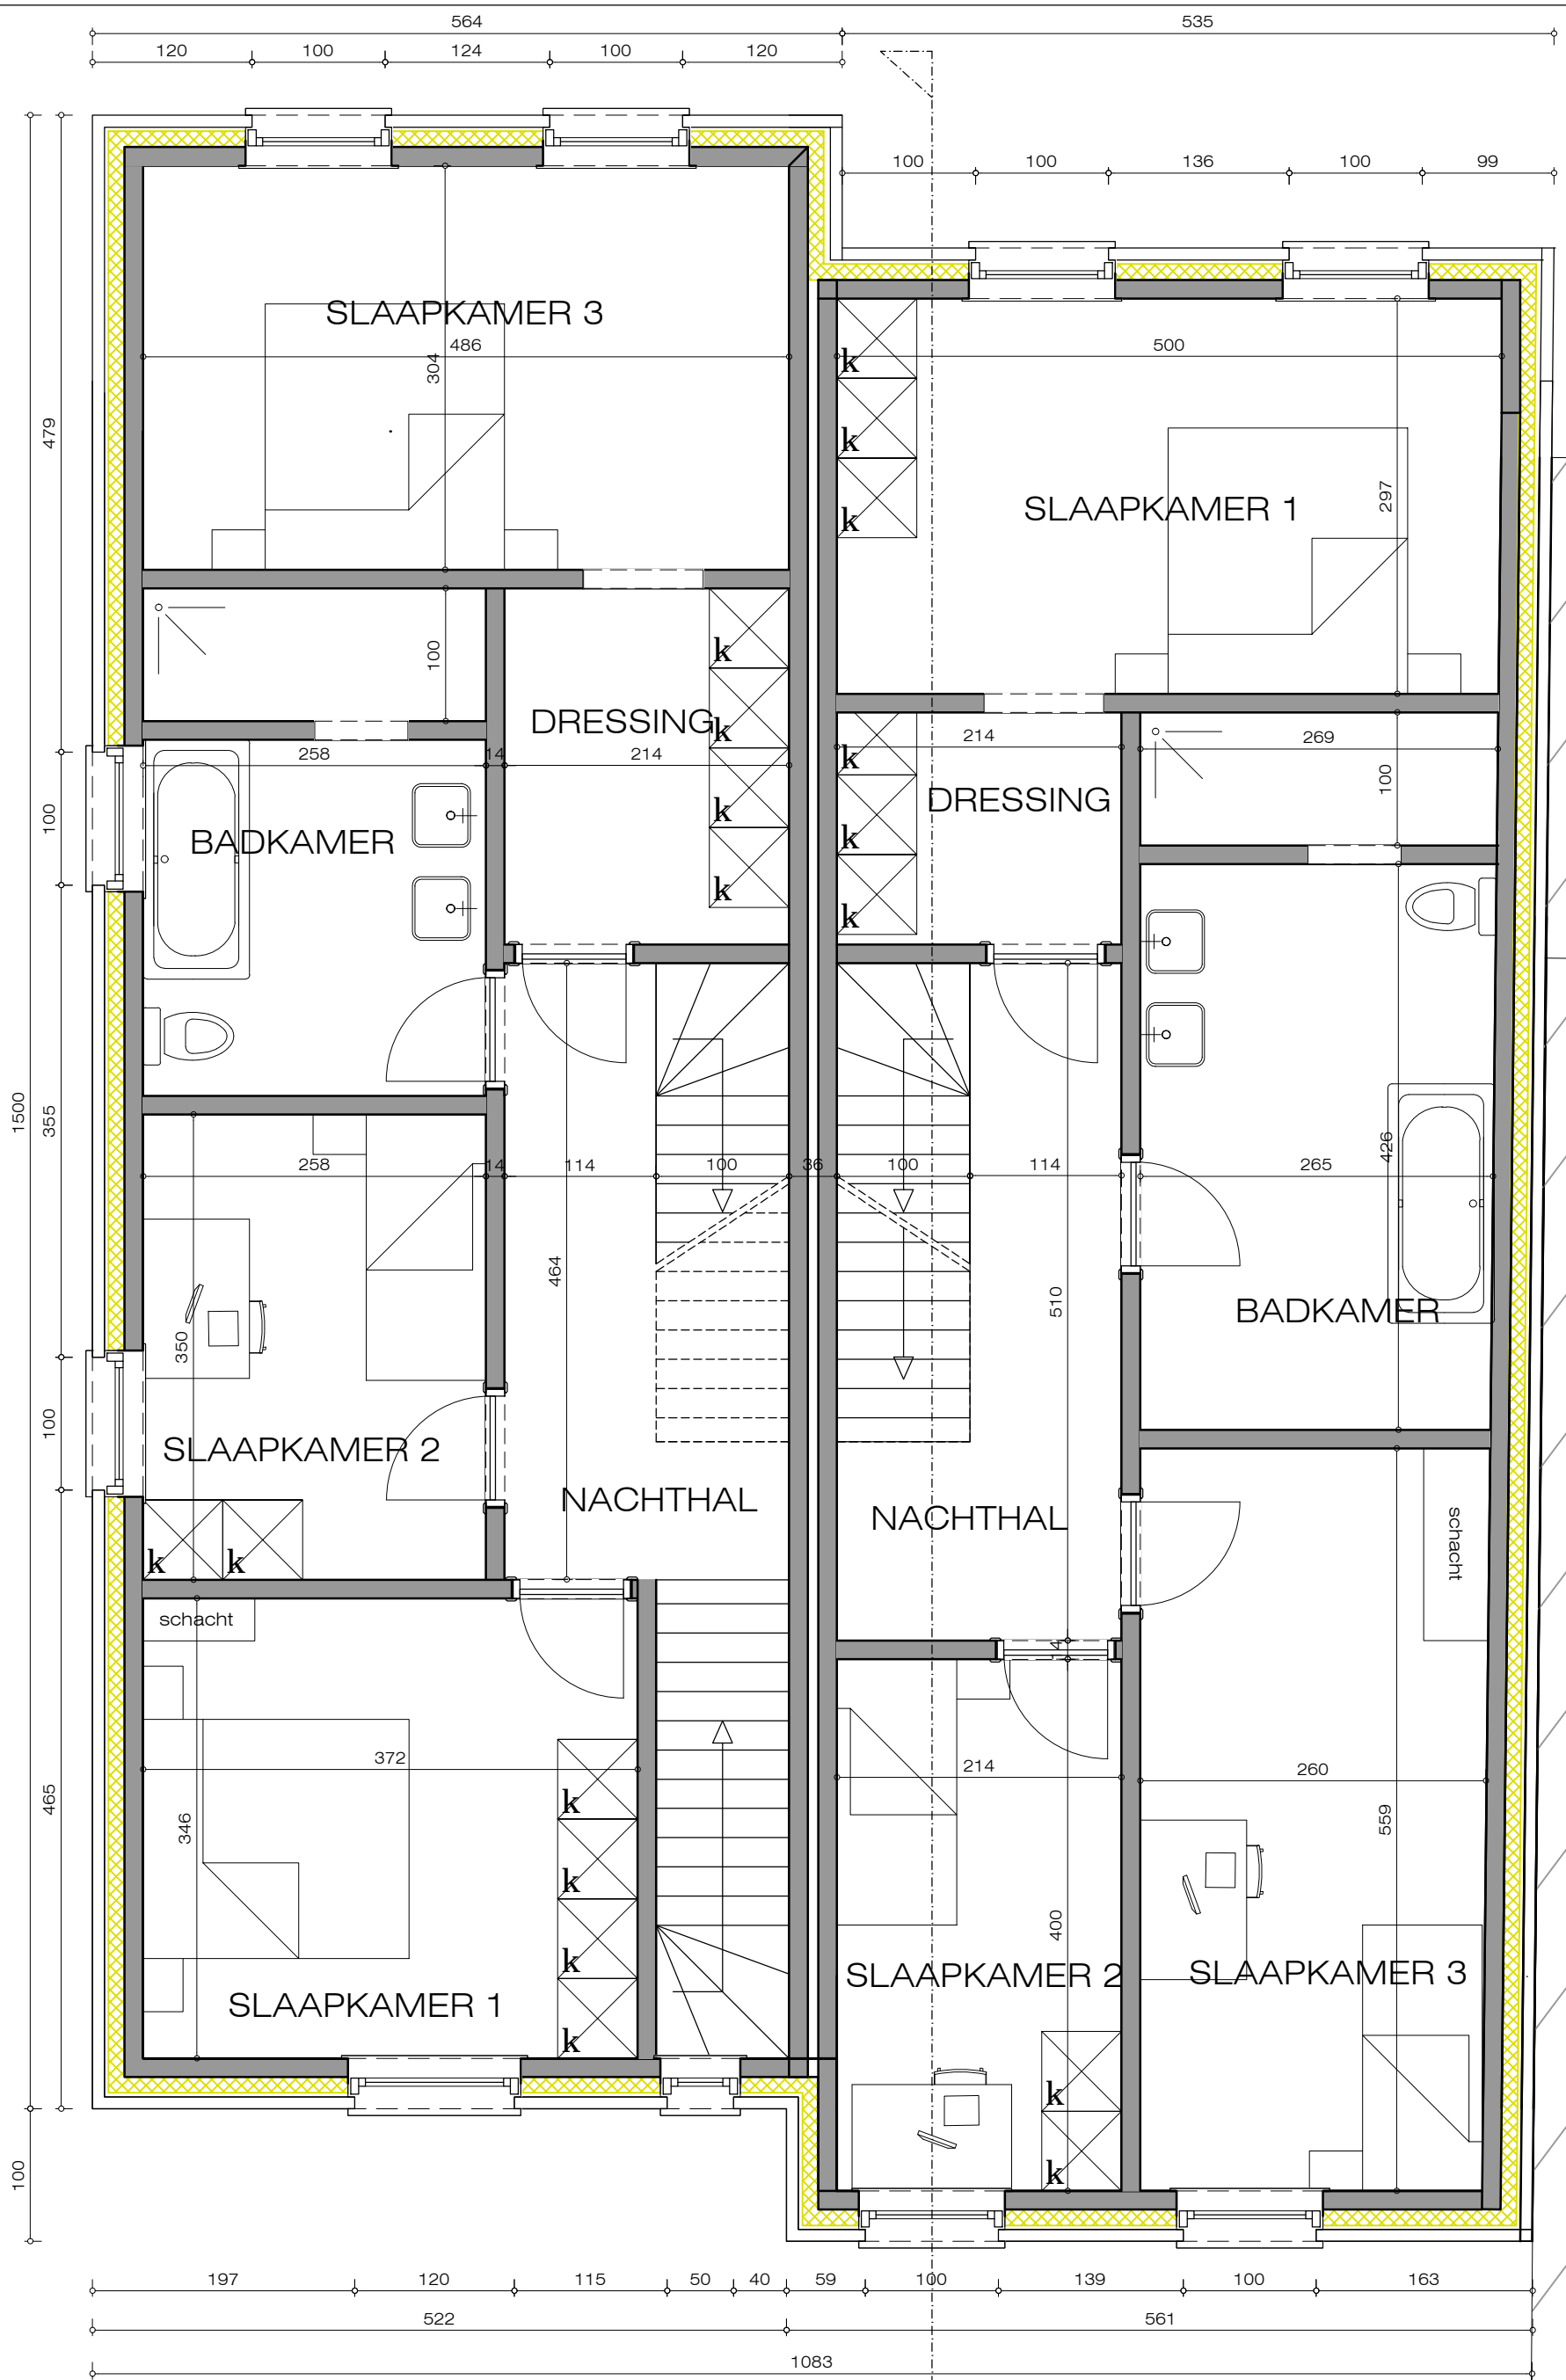 564 535
120 100 124 100 120
100 100 136 100 99
SLAAPKAMER 3
486
304
k
500
k
k
SLAAPKAMER 1
297
479
100
k
DRESSING
k
214
269
258 14 214
k
k
DRESSING
100
100
BADKAMER
k
k
k
1500
355
258 14 114 100 36 100 114
426
265
464
510
350
BADKAMER
100
SLAAPKAMER 2
NACHTHAL
NACHTHAL
schacht
k k
schacht
14
372
214
260
k
465
346
559
k
400
k
SLAAPKAMER 2
SLAAPKAMER 3
SLAAPKAMER 1
k
k
k
100
197 120 115 50 40 59 100 139 100 163
522 561
1083